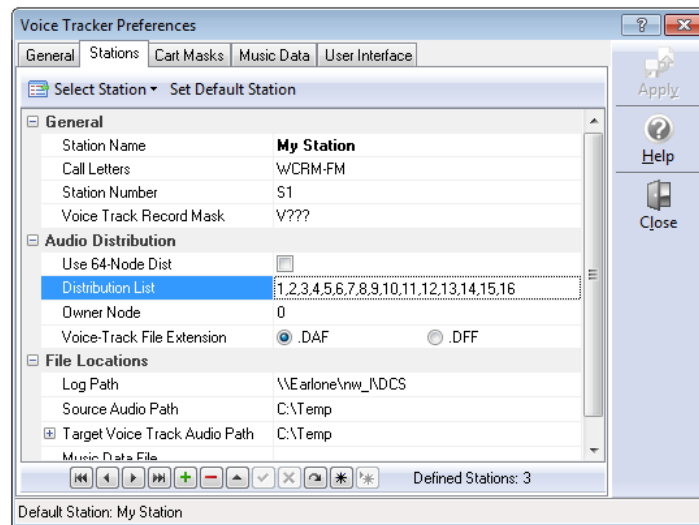 Voice Tracker Preferences
General Stations Cart Masks Music Data User Interface
Select Station Set Default Station
General
Station Name My Station
Call Letters WCRM-FM
Station Number S1
Voice Track Record Mask V???
Audio Distribution
Use 64-Node Dist
Distribution List 1,2,3,4,5,6,7,8,9,10,11,12,13,14,15,16
Owner Node 0
Voice-Track File Extension .DAF .DFF
File Locations
Log Path \\Earlone\nw_I\DCS
Source Audio Path C:\Temp
Target Voice Track Audio Path C:\Temp
Music Data File
Defined Stations: 3
Default Station: My Station
Apply
Help
Close